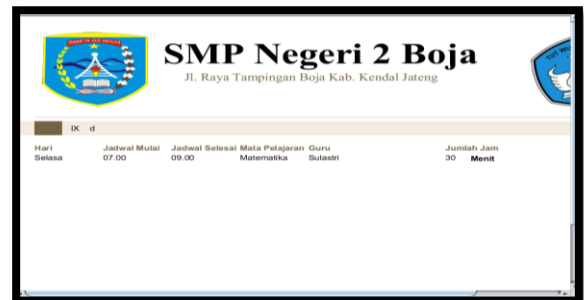 SMP Negeri 2 Boja
Jl. Raya Tampingan Boja Kab. Kendal Jateng
IX d
Hari Jadwal Mulai Jadwal Selesai Mata Pelajaran Guru Jumlah Jam
Selasa 07.00 09.00 Matematika Sulastri 30 Menit